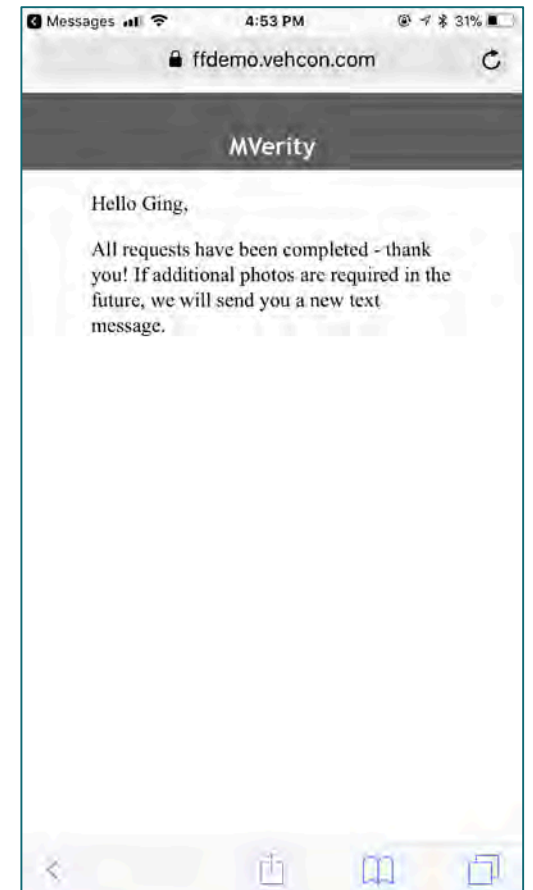 Messages 4:53 PM 31%
ffdemo.vehcon.com
MVerity
Hello Ging,
All requests have been completed - thank
you! If additional photos are required in the
future, we will send you a new text
message.